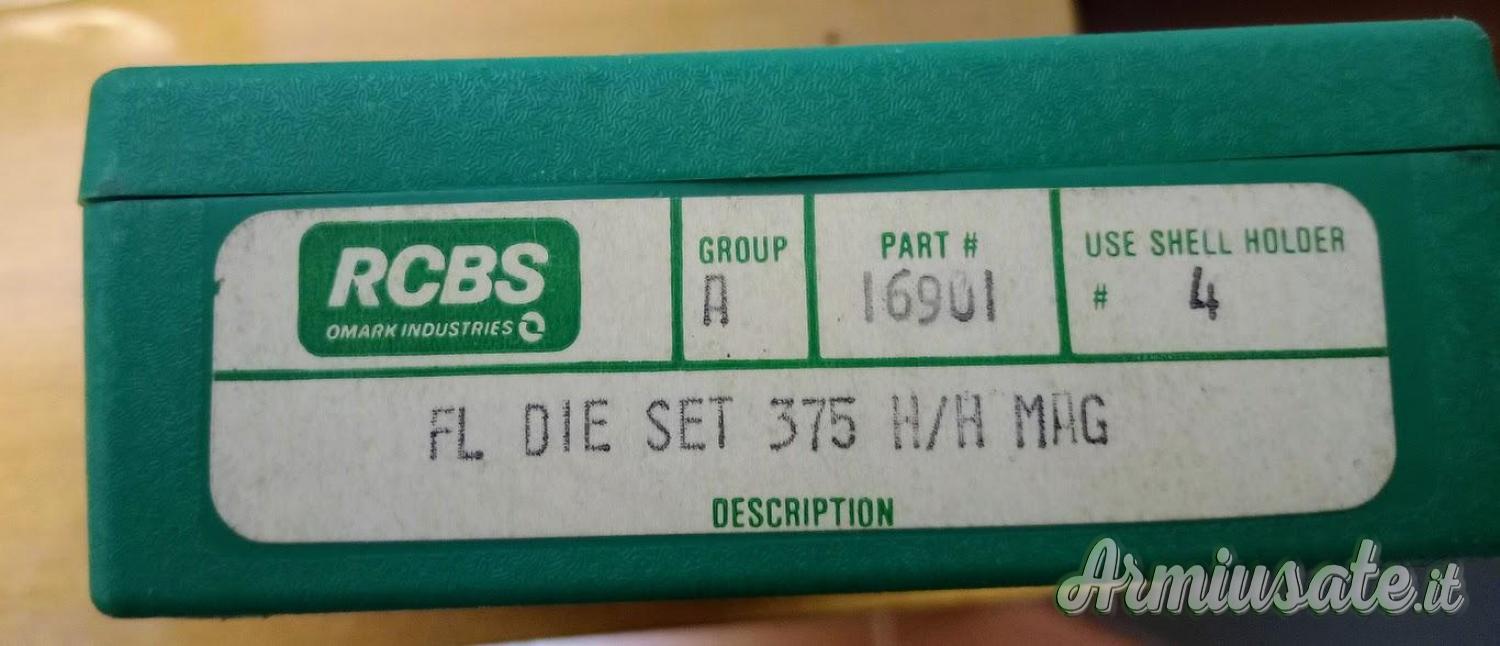 RCBS
OMARK INDUSTRIES
GROUP
A
PART #
16901
USE SHELL HOLDER
# 4
FL DIE SET 375 H/H MAG
DESCRIPTION
Armiusate.it